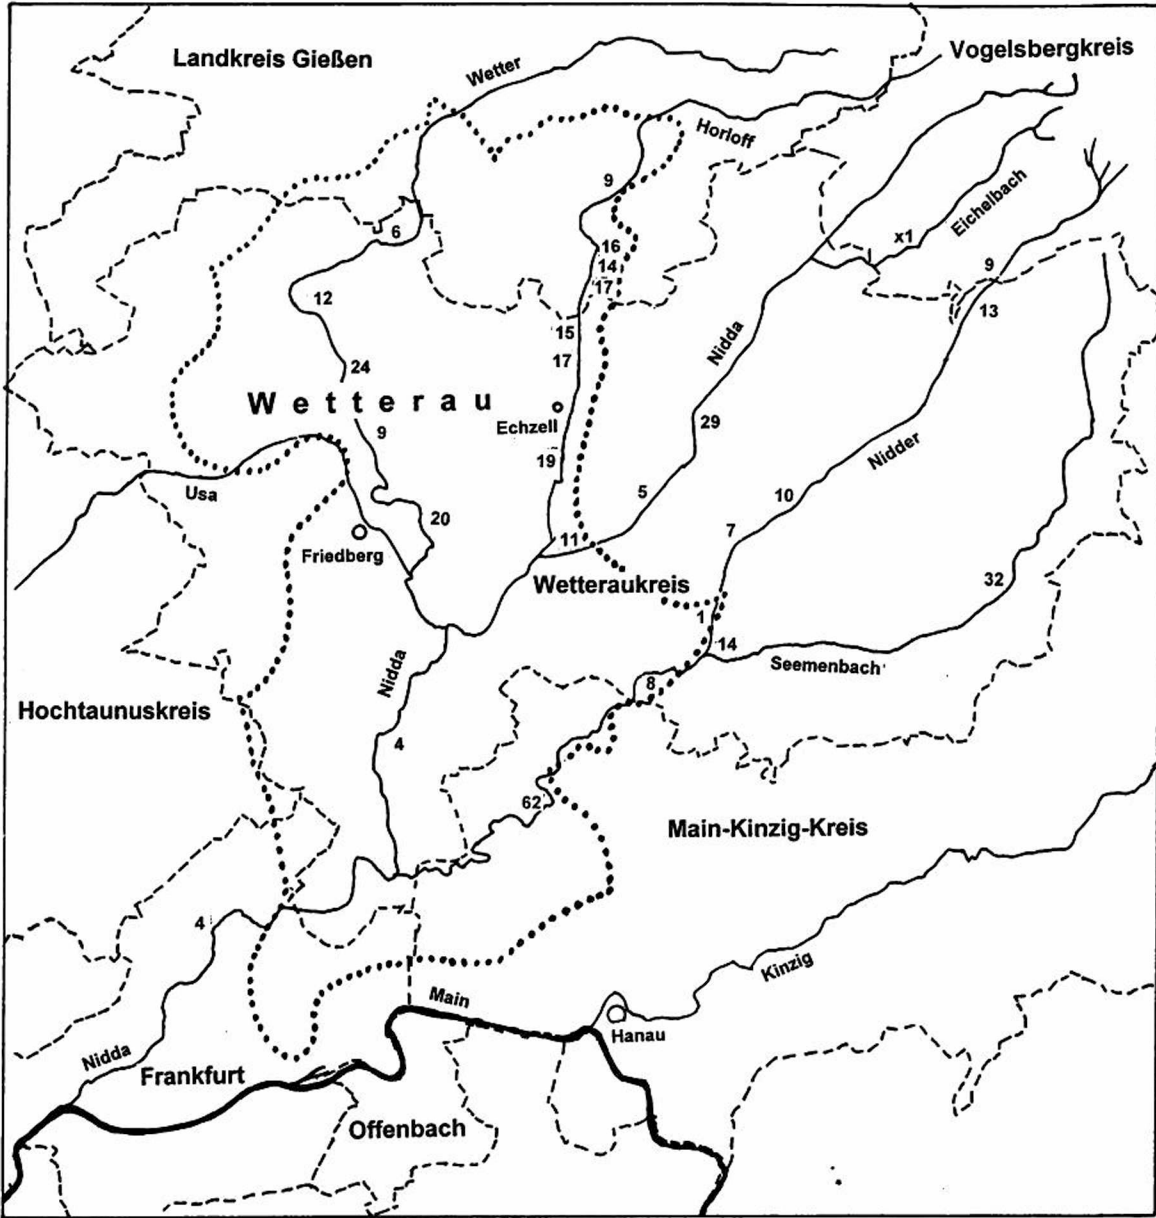 Landkreis Gießen
Wetter
Vogelsbergkreis
Horloff
9
Eichelbach
6
x1
16
14
17
9
12
13
15
17
Nidda
24
Wetterau
Echzell
29
9
Nidder
19
Usa
5
10
20
7
11
Friedberg
Wetteraukreis
32
1
14
Seemenbach
Nidda
8
Hochtaunuskreis
4
62
Main-Kinzig-Kreis
4
Kinzig
Main
Hanau
Nidda
Frankfurt
Offenbach